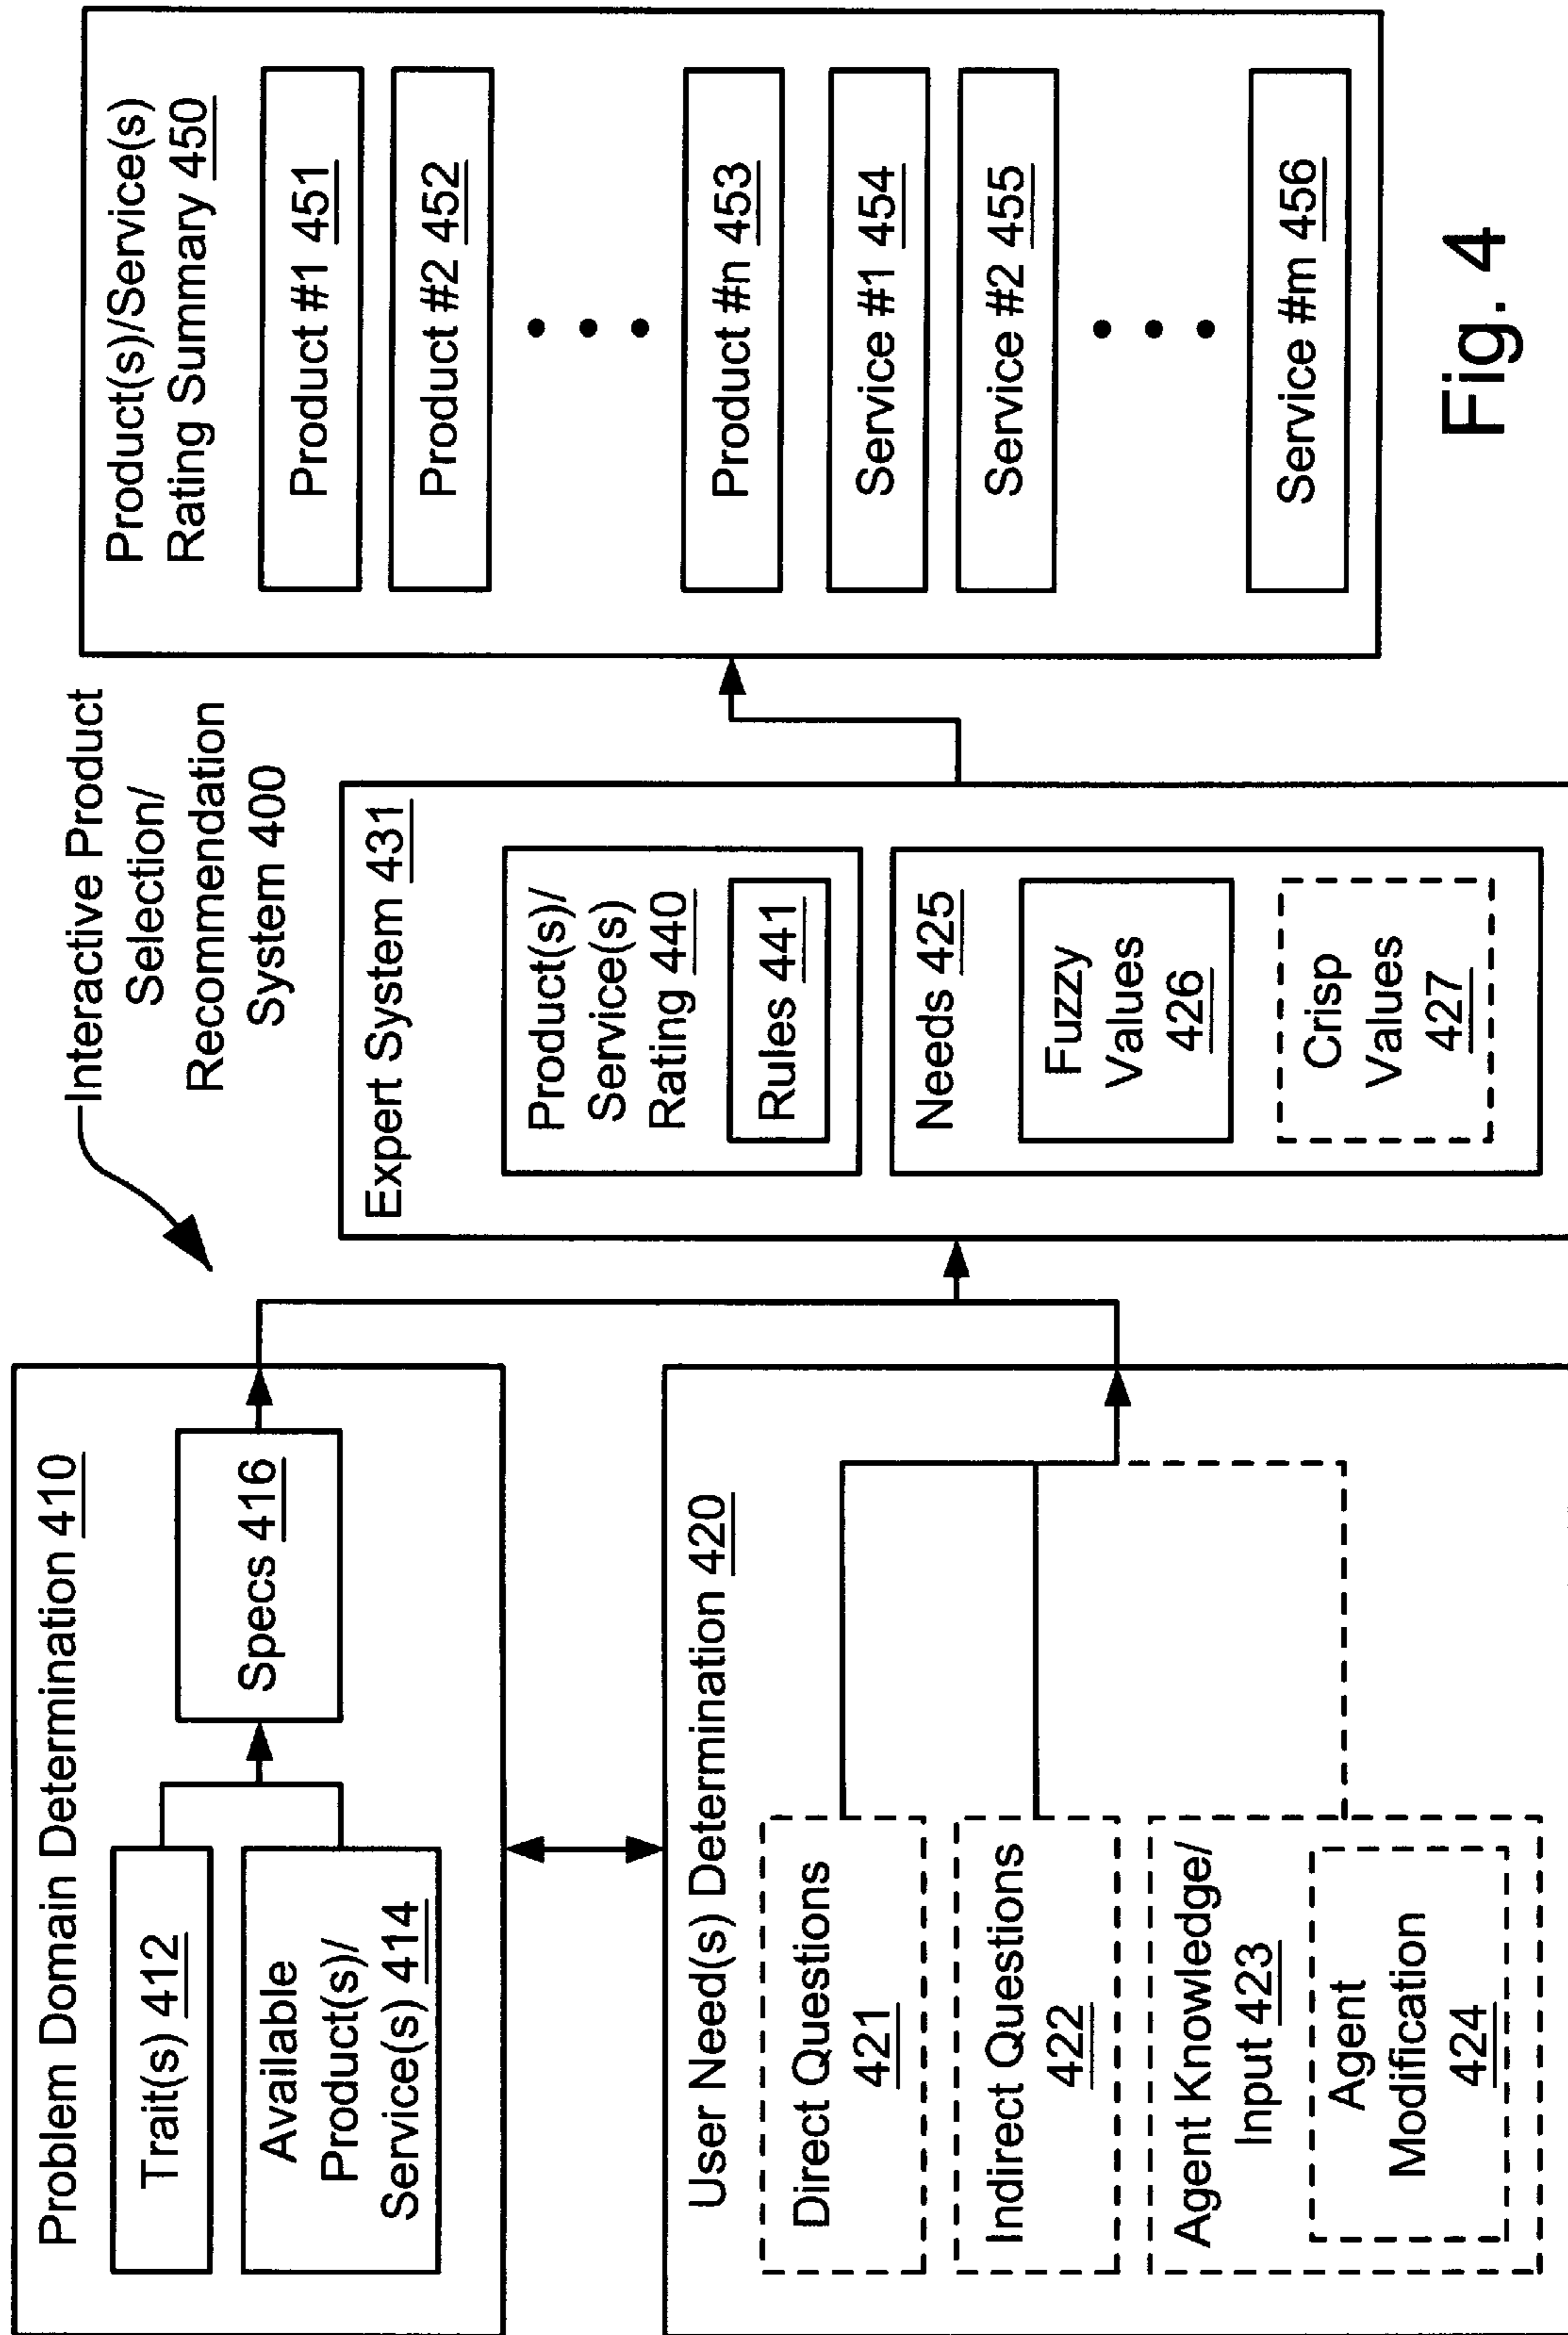 Interactive Product
Selection/
Recommendation
System 400
Problem Domain Determination 410
Trait(s) 412
Available
Product(s)/
Service(s) 414
Specs 416
User Need(s) Determination 420
Direct Questions
421
Indirect Questions
422
Agent Knowledge/
Input 423
Agent
Modification
424
Expert System 431
Product(s)/
Service(s)
Rating 440
Rules 441
Needs 425
Fuzzy
Values
426
Crisp
Values
427
Product(s)/Service(s)
Rating Summary 450
Product #1 451
Product #2 452
Product #n 453
Service #1 454
Service #2 455
Service #m 456
Fig. 4